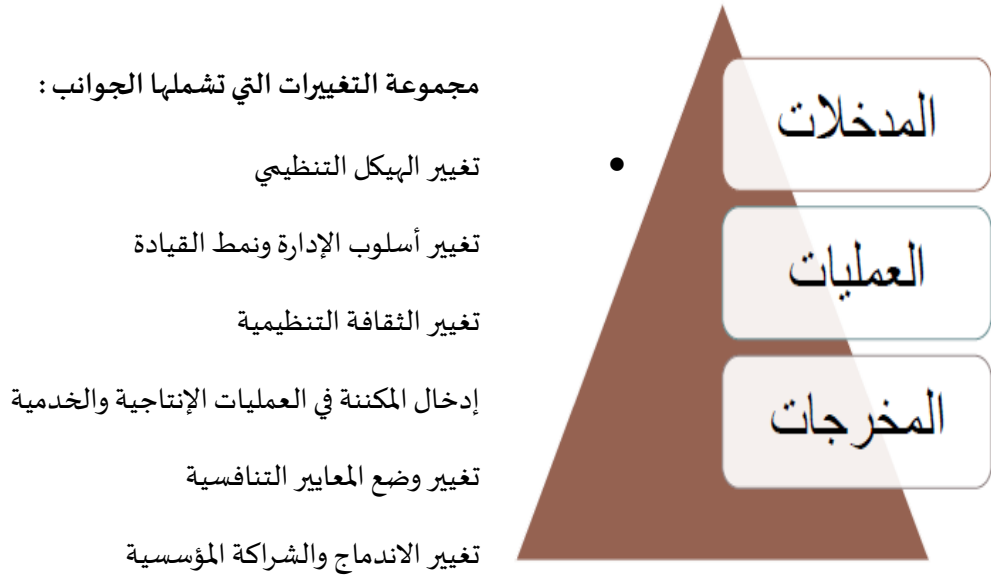 المدخلات
العمليات
المخرجات
مجموعة التغييرات التي تشملها الجوانب :
• تغيير الهيكل التنظيمي
تغيير أسلوب الإدارة ونمط القيادة
تغيير الثقافة التنظيمية
إدخال المكننة في العمليات الإنتاجية والخدمية
تغيير وضع المعايير التنافسية
تغيير الاندماج والشراكة المؤسسية